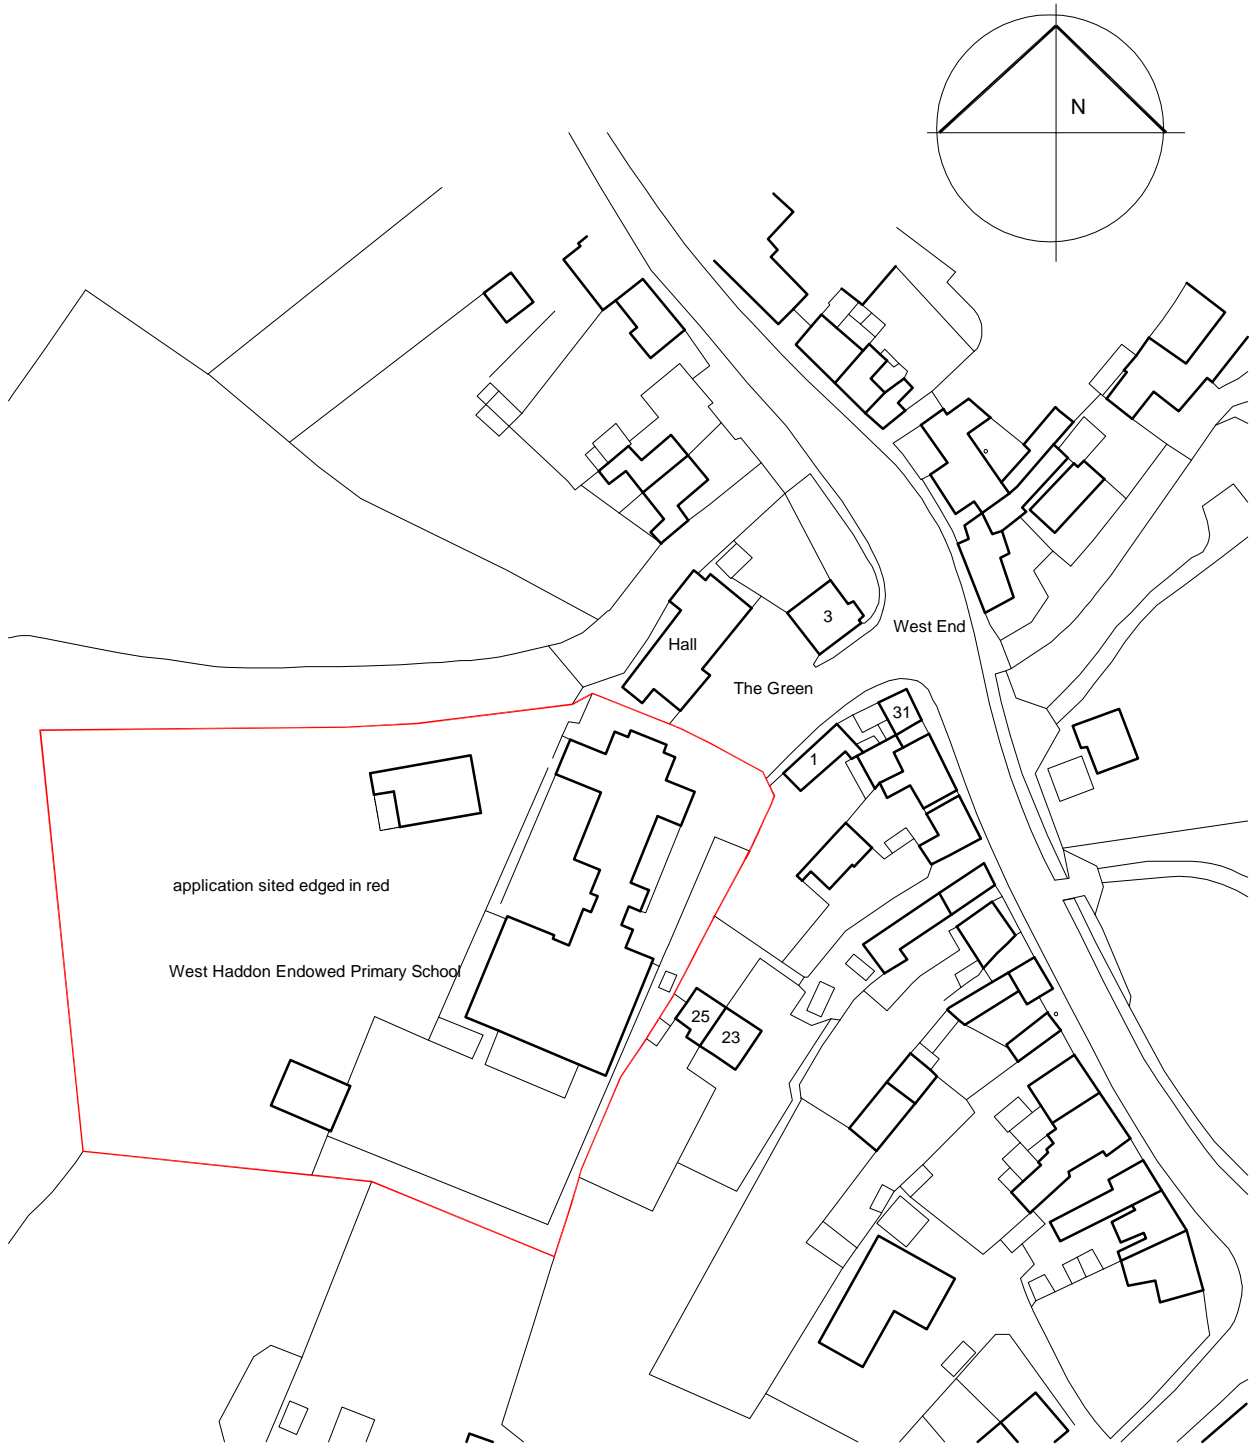 N
3
West End
Hall
The Green
31
1
application sited edged in red
West Haddon Endowed Primary School
25
23